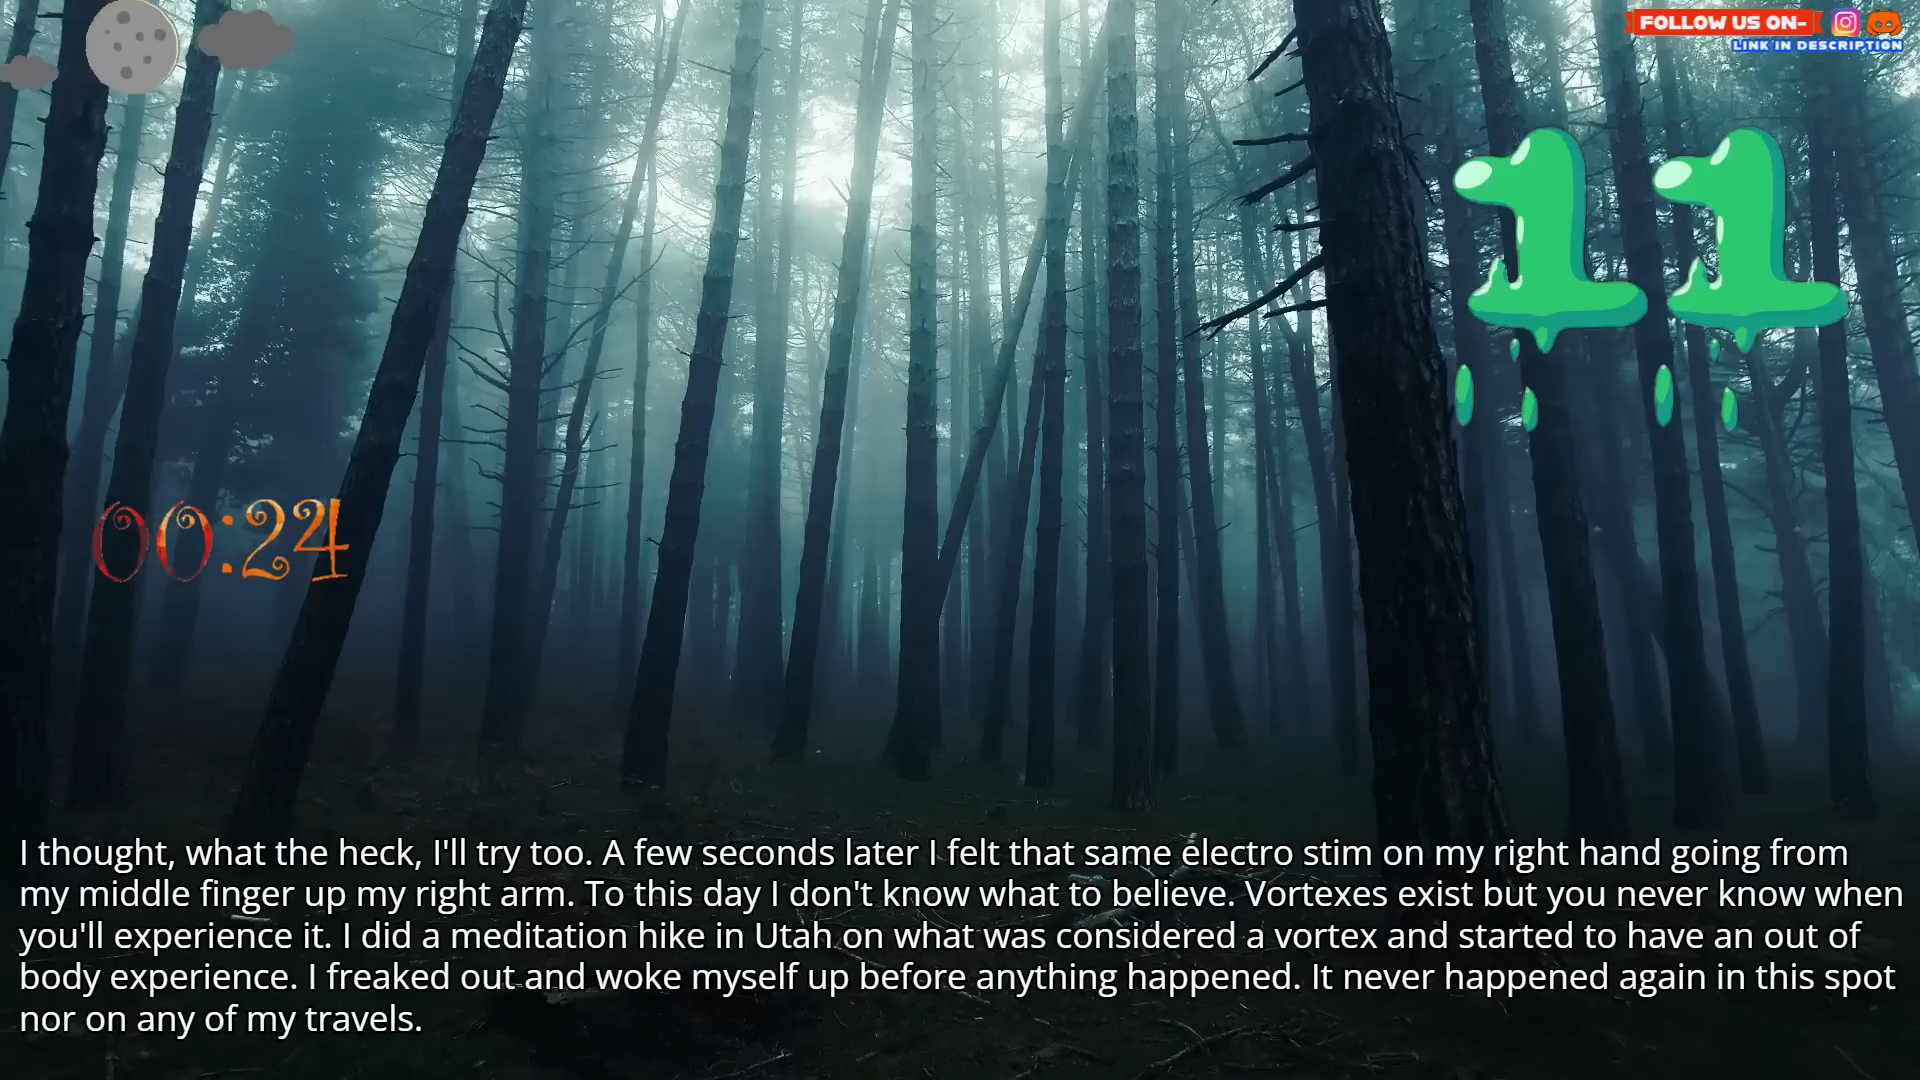 FOLLOW US ON-
LINK IN DESCRIPTION
11
00:24
I thought, what the heck, I'll try too. A few seconds later I felt that same electro stim on my right hand going from
my middle finger up my right arm. To this day I don't know what to believe. Vortexes exist but you never know when
you'll experience it. I did a meditation hike in Utah on what was considered a vortex and started to have an out of
body experience. I freaked out and woke myself up before anything happened. It never happened again in this spot
nor on any of my travels.